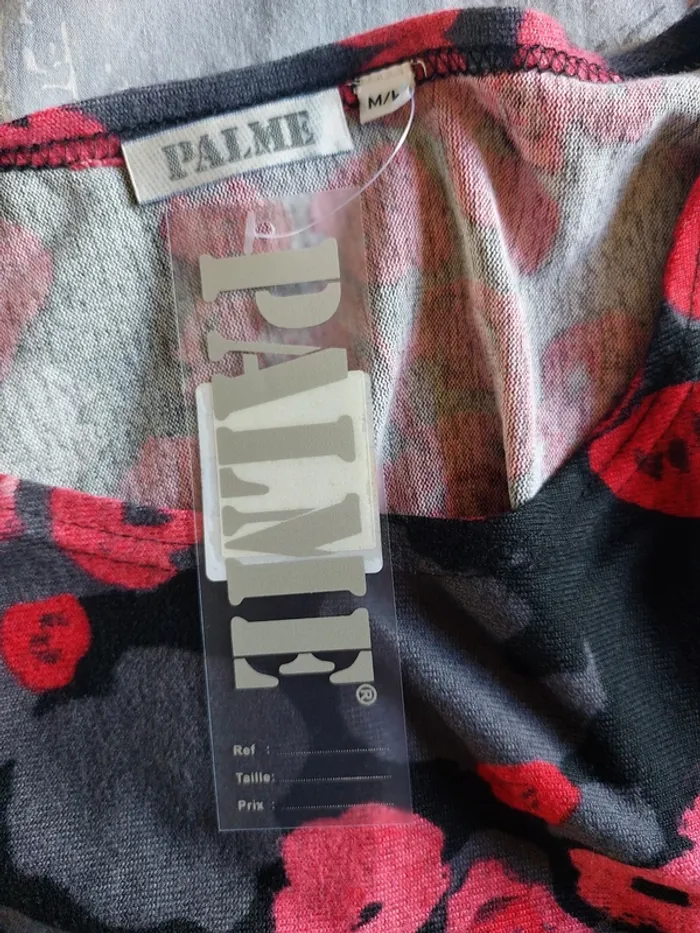 PALME
M/L
PALME®
Ref :
Taille:
Prix :